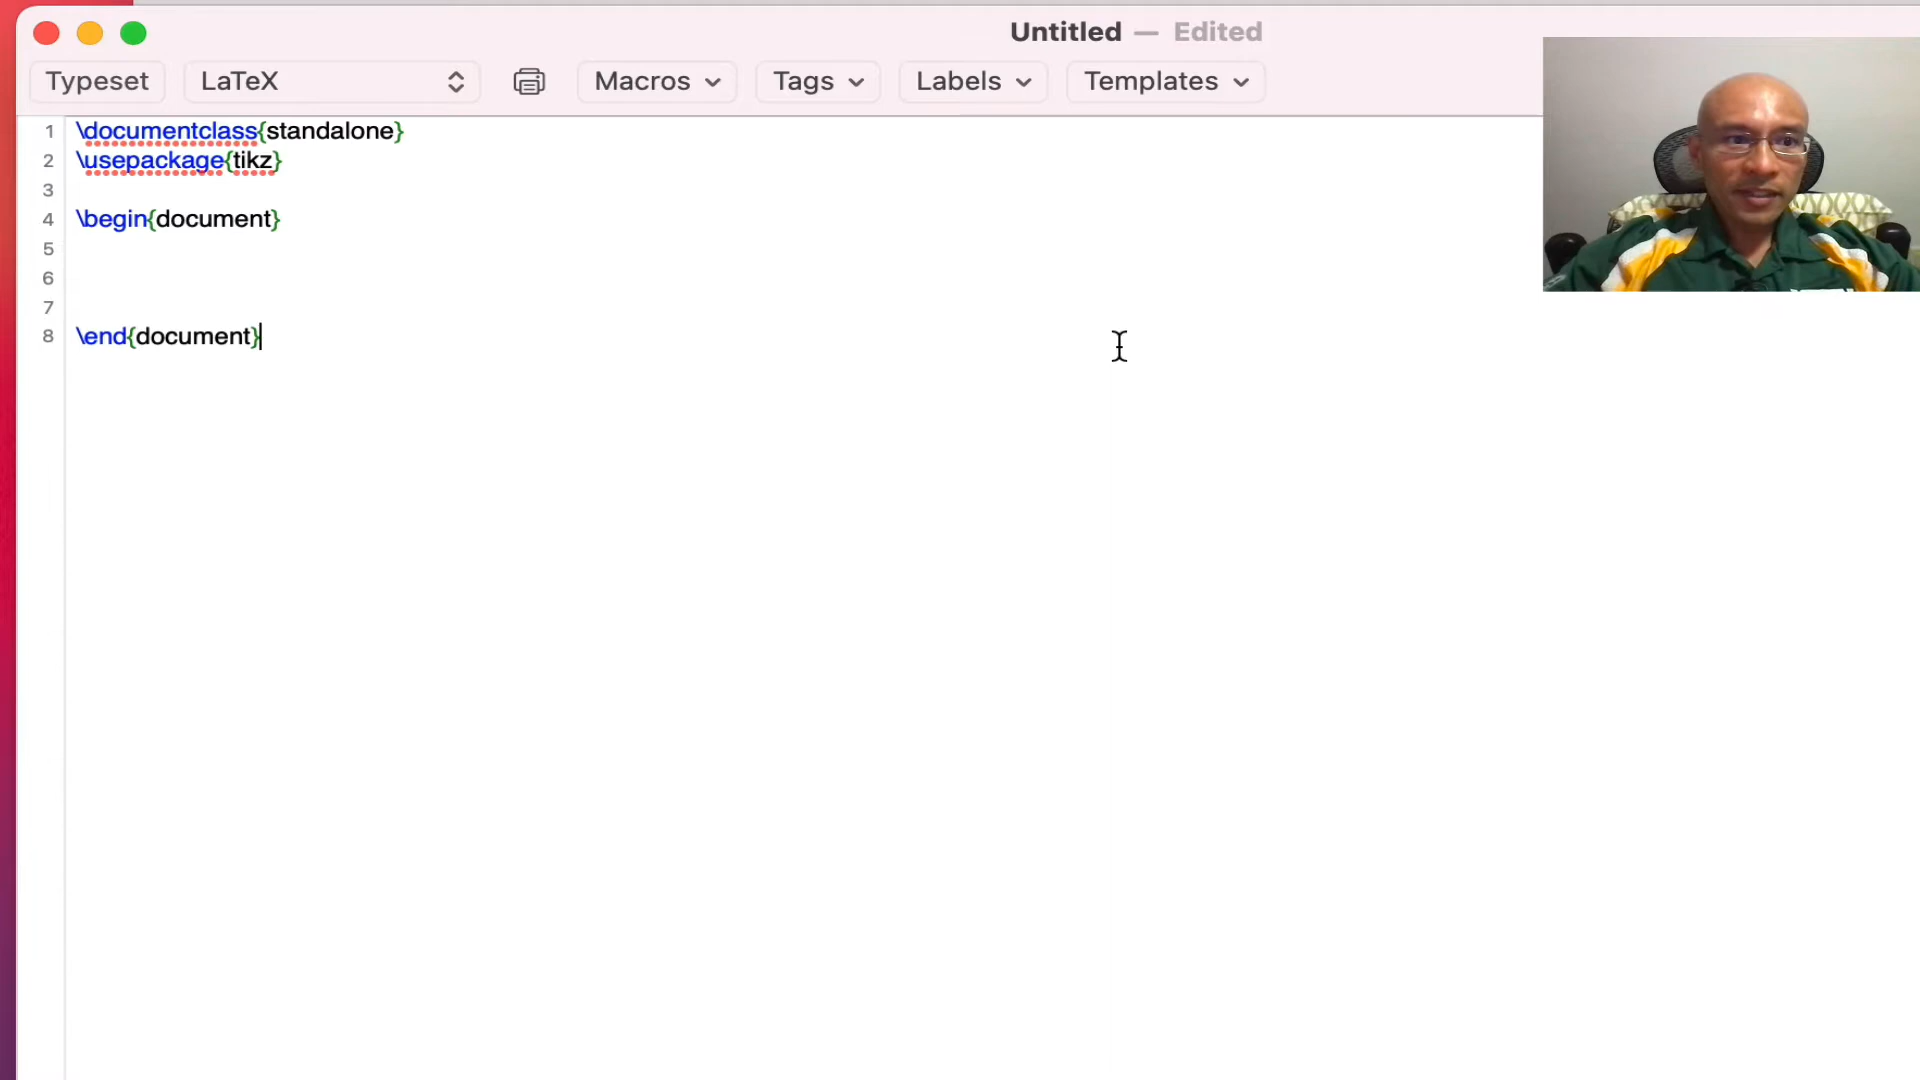 Untitled — Edited
Typeset LaTeX Macros Tags Labels Templates
1 \documentclass{standalone}
2 \usepackage{tikz}
3
4 \begin{document}
5
6
7
8 \end{document}